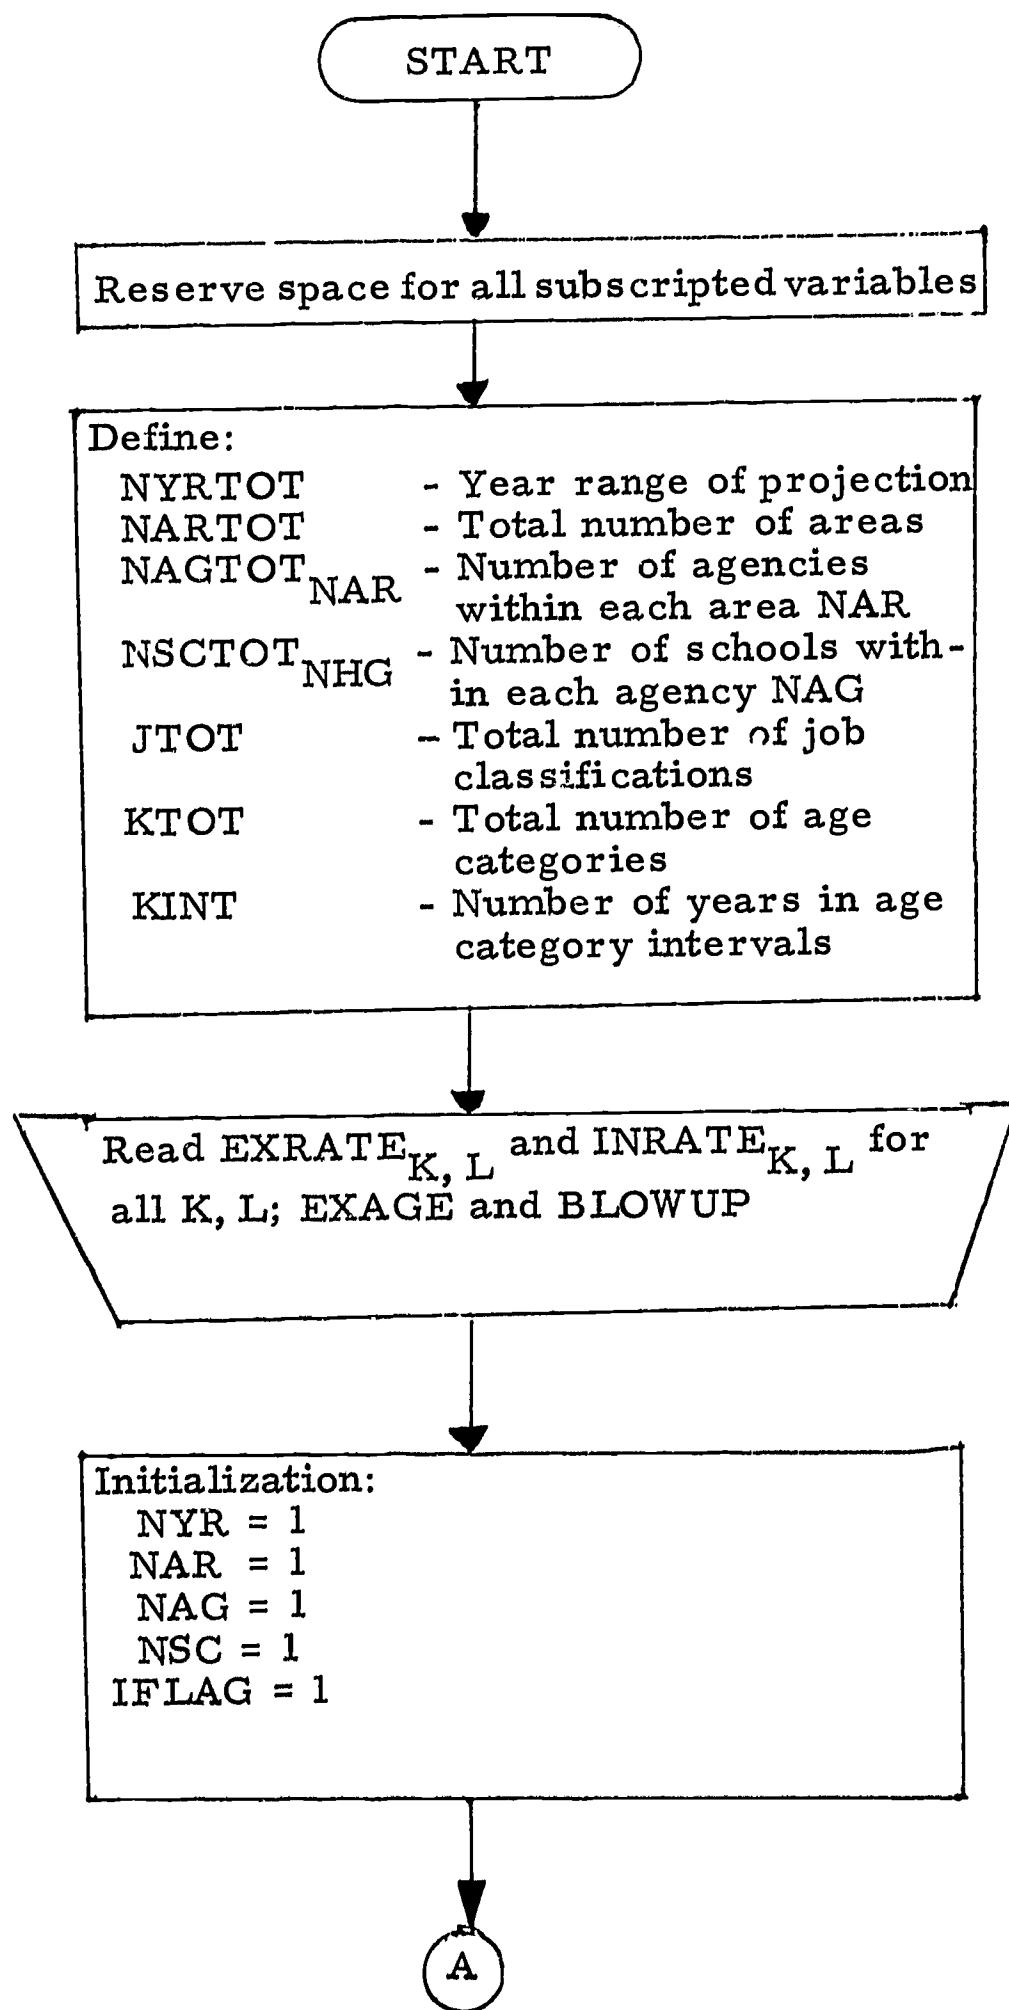 START
Reserve space for all subscripted variables
Define:
NYRTOT - Year range of projection
NARTOT - Total number of areas
NAGTOT NAR - Number of agencies
within each area NAR
NSCTOT NHG - Number of schools with-
in each agency NAG
JTOT - Total number of job
classifications
KTOT - Total number of age
categories
KINT - Number of years in age
category intervals
Read EXRATE K, L and INRATE K, L for
all K, L; EXAGE and BLOWUP
Initialization:
NYR = 1
NAR = 1
NAG = 1
NSC = 1
IFLAG = 1
A